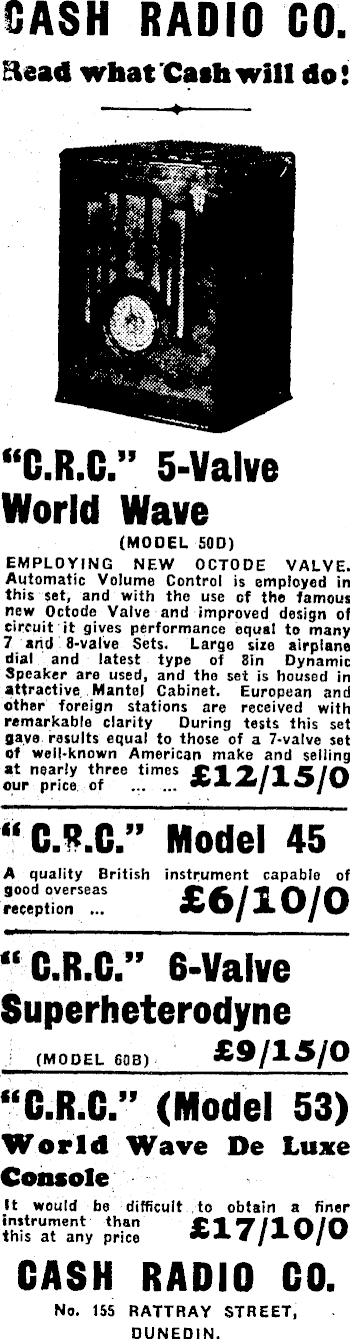 CASH RADIO CO.
Read what Cash will do!
"C.R.C." 5-Valve
World Wave
(MODEL 50D)
EMPLOYING NEW OCTODE VALVE.
Automatic Volume Control is employed in
this set, and with the use of the famous
new Octode Valve and improved design of
circuit it gives performance equal to many
7 and 8-valve Sets. Large size airplane
dial and latest type of 8in Dynamic
Speaker are used, and the set is housed in
attractive Mantel Cabinet. European and
other foreign stations are received with
remarkable clarity During tests this set
gave results equal to those of a 7-valve set
of well-known American make and selling
at nearly three times
our price of ... ... £12/15/0
"C.R.C." Model 45
A quality British instrument capable of
good overseas
reception ... £6/10/0
"C.R.C." 6-Valve
Superheterodyne
(MODEL 60B) £9/15/0
"C.R.C." (Model 53)
World Wave De Luxe
Console
It would be difficult to obtain a finer
instrument than
this at any price £17/10/0
CASH RADIO CO.
No. 155 RATTRAY STREET,
DUNEDIN.